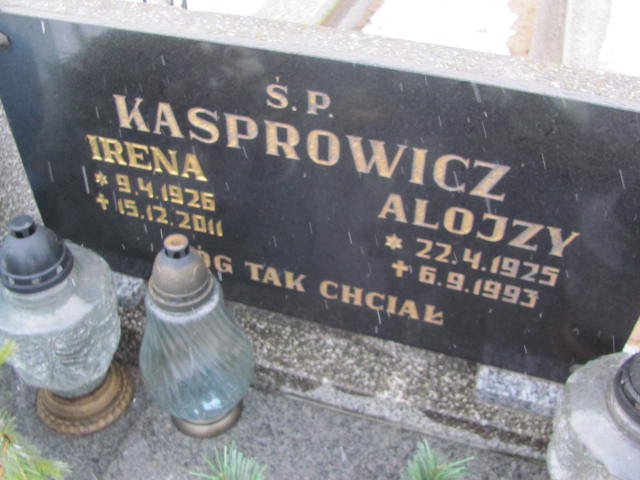 Ś.P.
KASPROWICZ
IRENA
* 9.4.1926
+ 15.12.2011
ALOJZY
* 22.4.1925
+ 6.9.1993
TAK CHCIAŁ